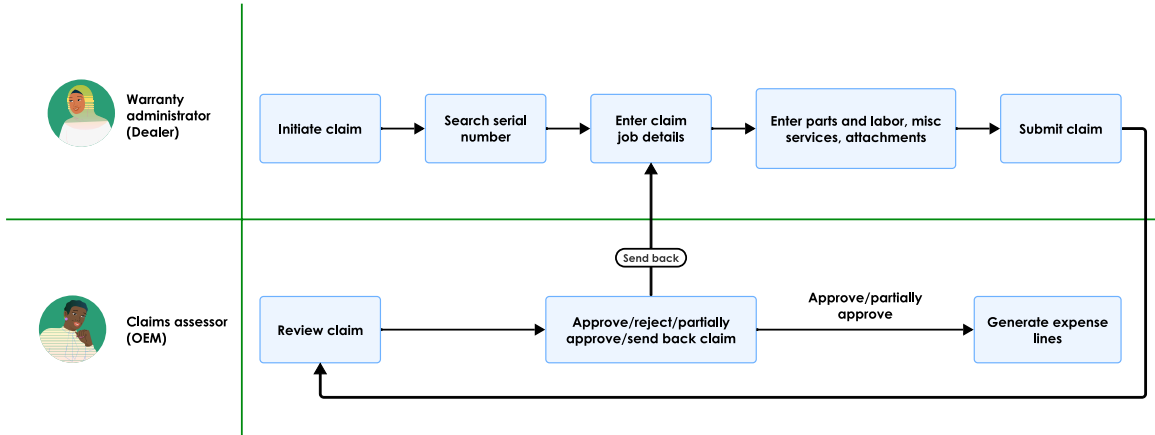 Warranty
administrator
(Dealer)
Initiate claim
Search serial
number
Enter claim
job details
Enter parts and labor, misc
services, attachments
Submit claim
Send back
Claims assessor
(OEM)
Review claim
Approve/reject/partially
approve/send back claim
Approve/partially
approve
Generate expense
lines